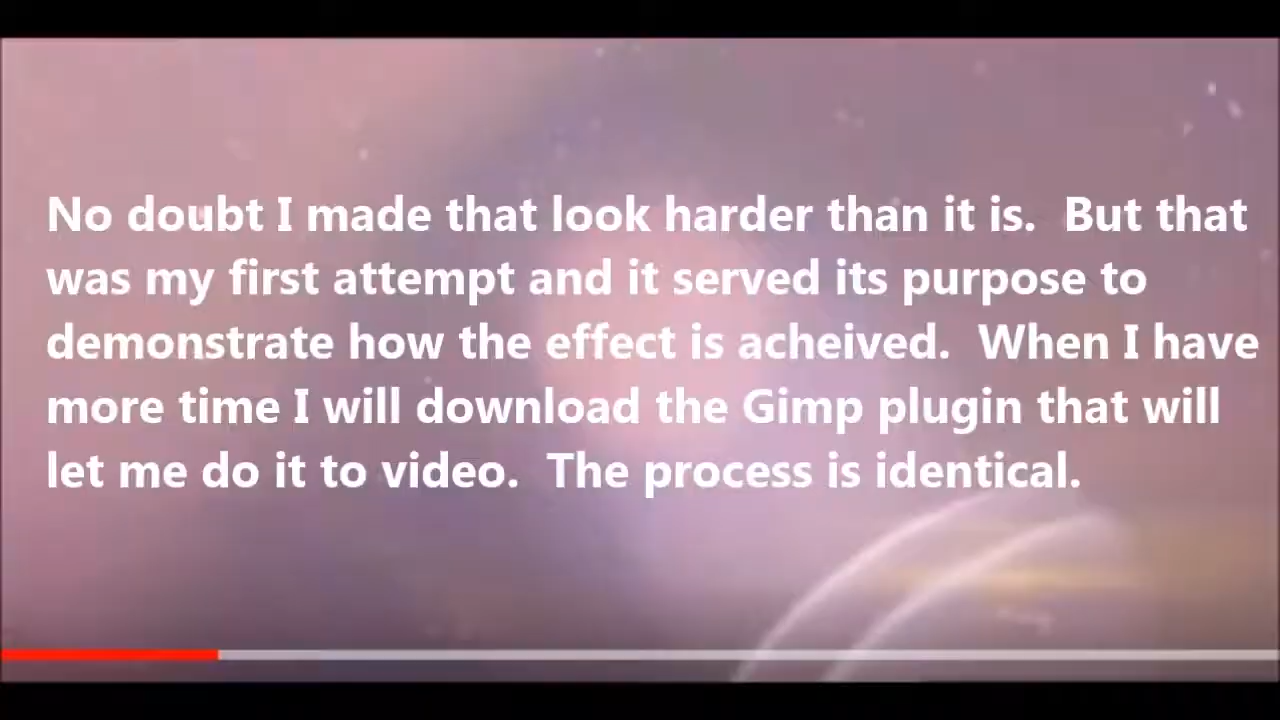 No doubt I made that look harder than it is.  But that
was my first attempt and it served its purpose to
demonstrate how the effect is acheived.  When I have
more time I will download the Gimp plugin that will
let me do it to video.  The process is identical.